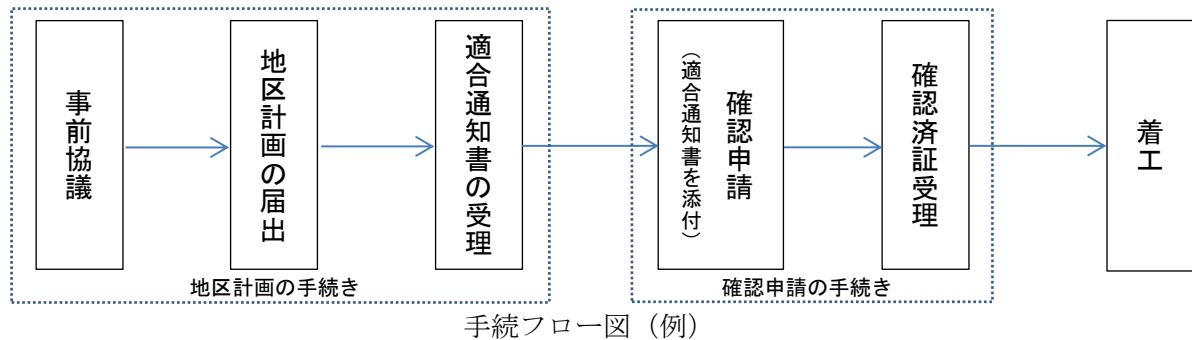 事前協議
地区計画の届出
適合通知書の受理
確認申請
（適合通知書を添付）
確認済証受理
着工
地区計画の手続き
確認申請の手続き
手続フロー図（例）